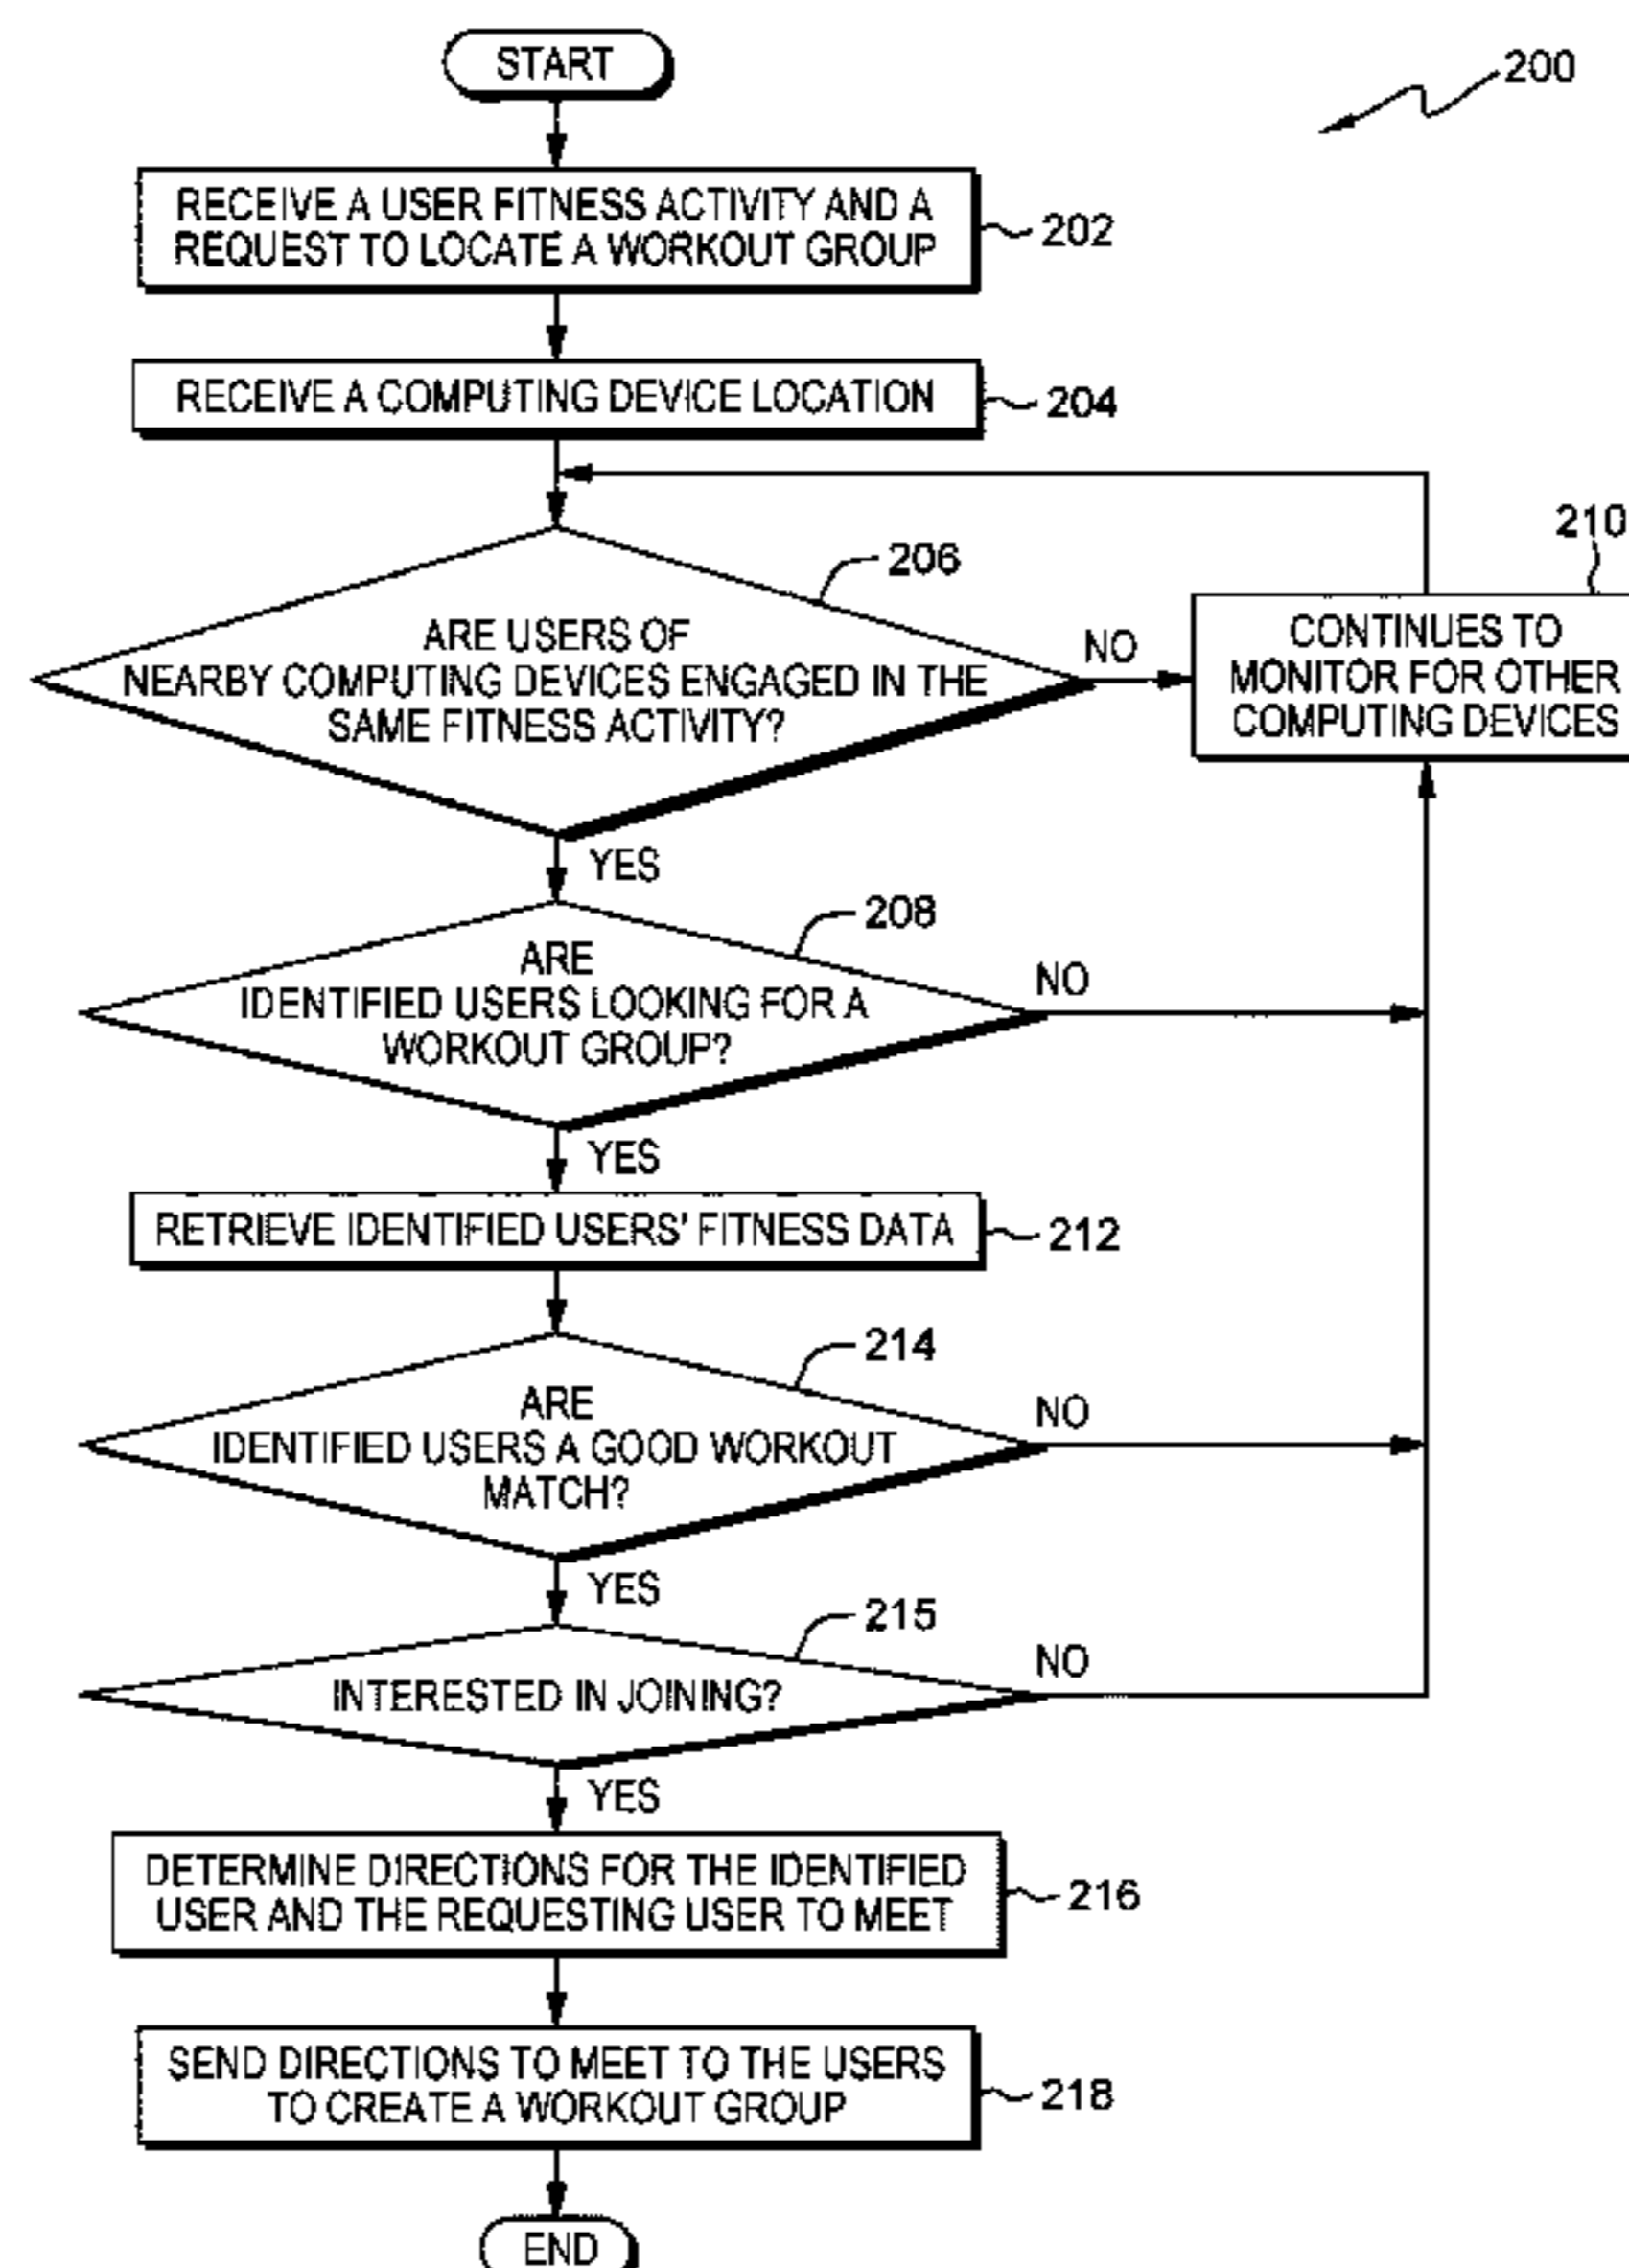 START
200
RECEIVE A USER FITNESS ACTIVITY AND A
REQUEST TO LOCATE A WORKOUT GROUP
202
RECEIVE A COMPUTING DEVICE LOCATION
204
206
ARE USERS OF
NEARBY COMPUTING DEVICES ENGAGED IN THE
SAME FITNESS ACTIVITY?
NO
210
CONTINUES TO
MONITOR FOR OTHER
COMPUTING DEVICES
YES
208
ARE
IDENTIFIED USERS LOOKING FOR A
WORKOUT GROUP?
NO
YES
RETRIEVE IDENTIFIED USERS' FITNESS DATA
212
214
ARE
IDENTIFIED USERS A GOOD WORKOUT
MATCH?
NO
YES
215
INTERESTED IN JOINING?
NO
YES
DETERMINE DIRECTIONS FOR THE IDENTIFIED
USER AND THE REQUESTING USER TO MEET
216
SEND DIRECTIONS TO MEET TO THE USERS
TO CREATE A WORKOUT GROUP
218
END